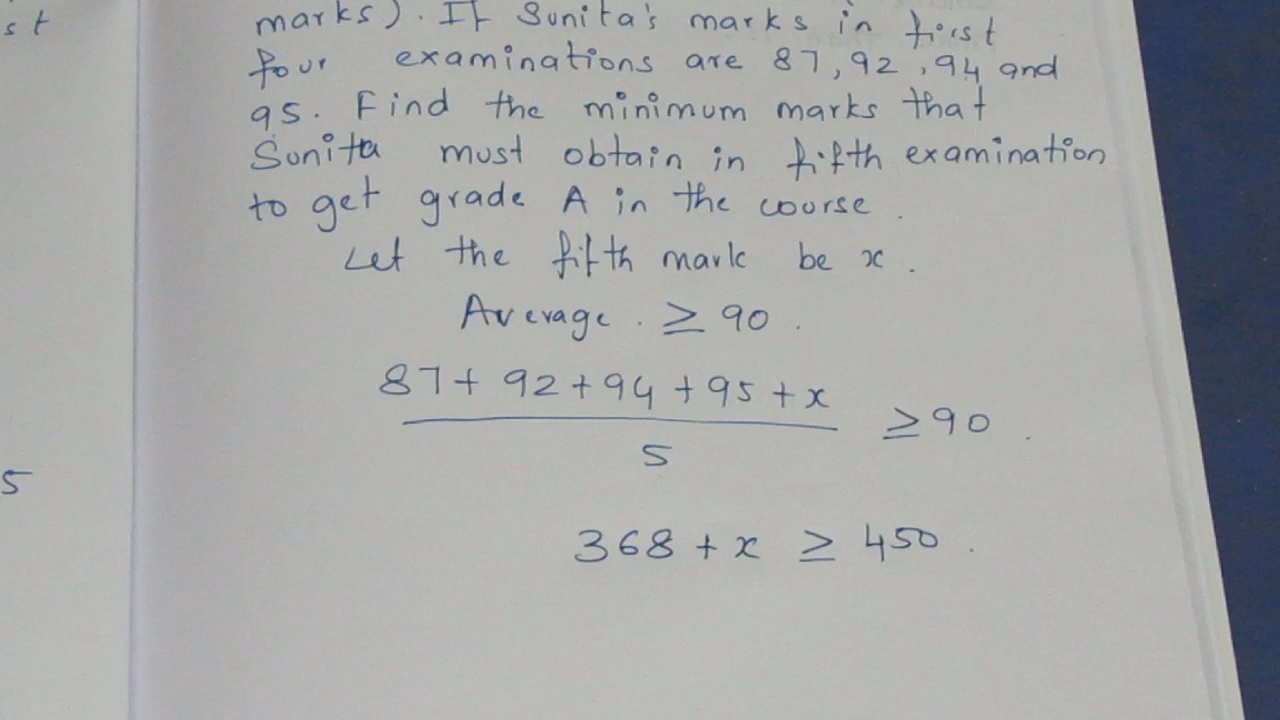 st
marks). If Sunita's marks in first
four examinations are 87, 92, 94 and
95. Find the minimum marks that
Sunita must obtain in fifth examination
to get grade A in the course.
Let the fifth mark be x.
Average. ≥ 90.
87+ 92+94 +95 +x
≥90.
5
5
368 + x ≥ 450.